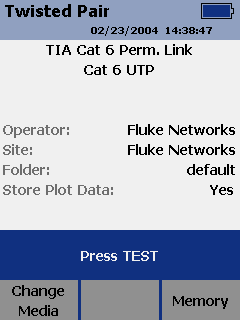 Twisted Pair
02/23/2004 14:38:47
TIA Cat 6 Perm. Link
Cat 6 UTP
Operator: Fluke Networks
Site: Fluke Networks
Folder: default
Store Plot Data: Yes
Press TEST
Change Media
Memory